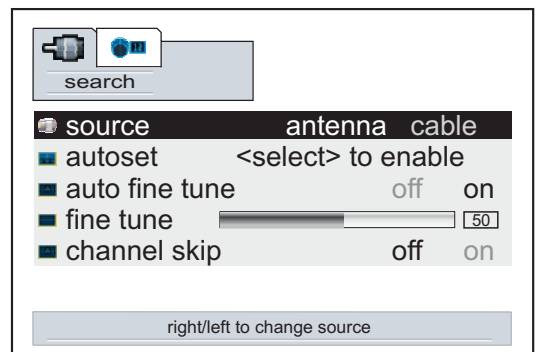 search
source antenna cable
autoset <select> to enable
auto fine tune off on
fine tune 50
channel skip off on
right/left to change source